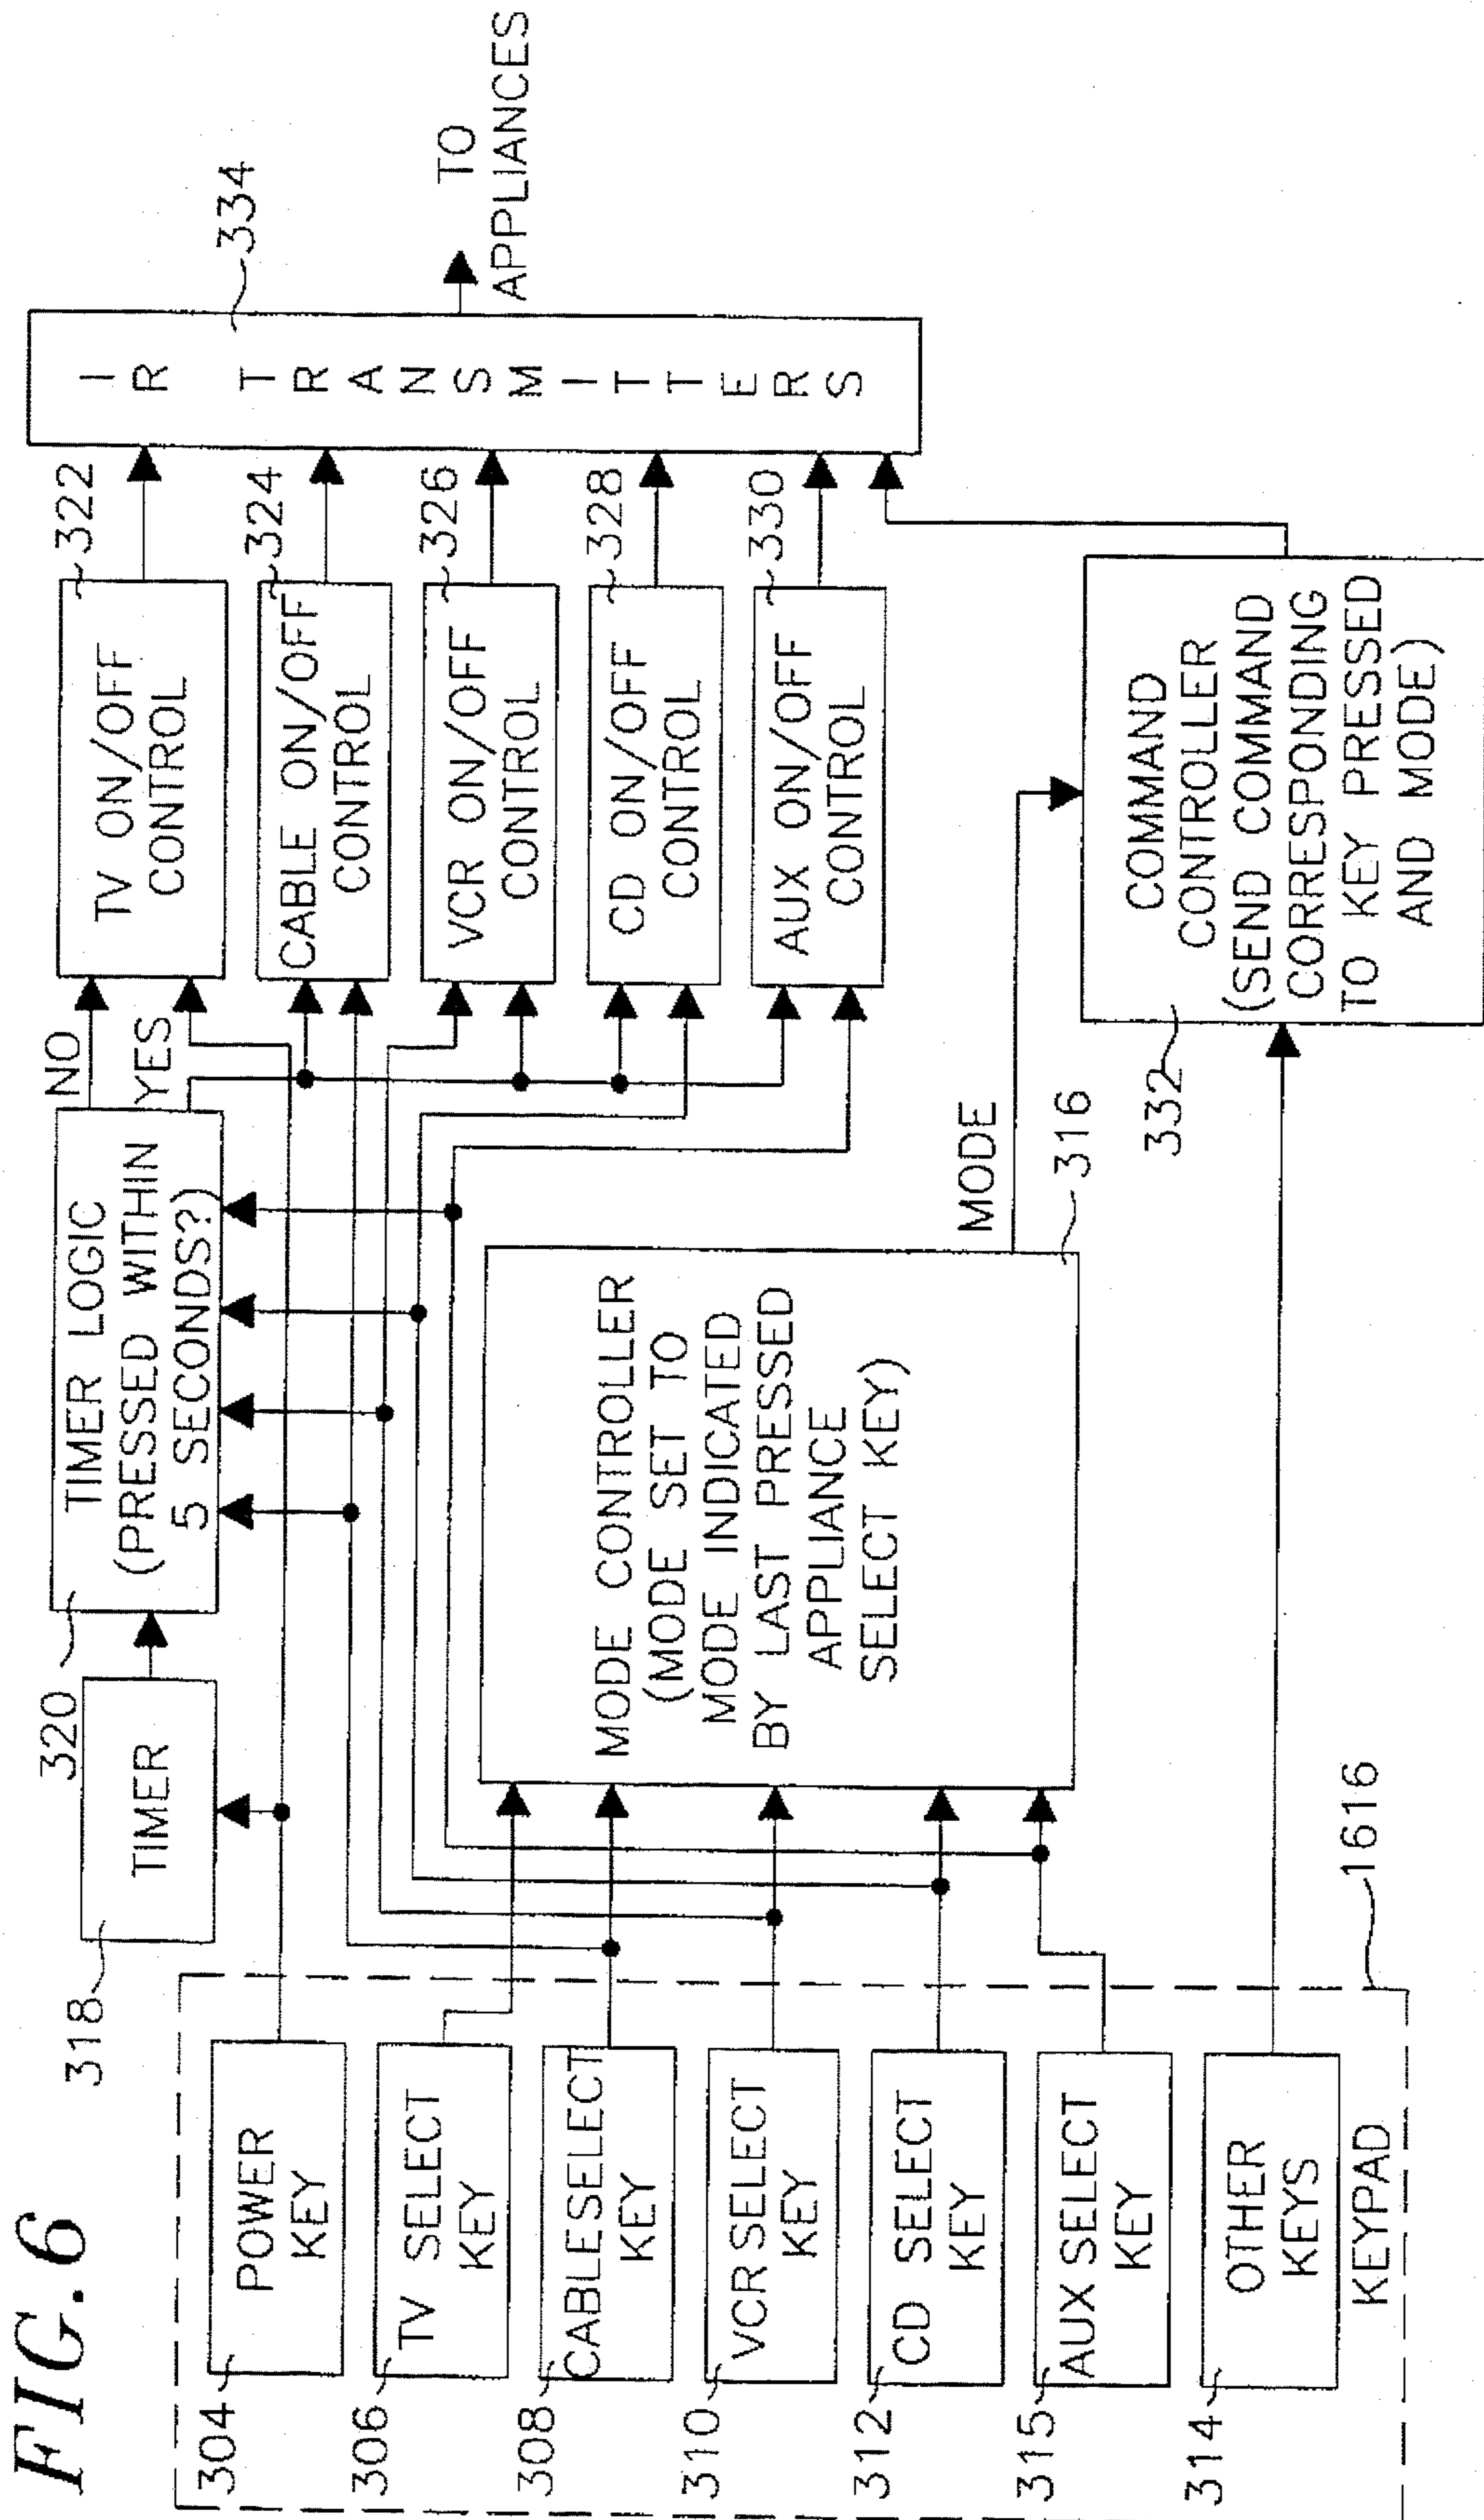 FIG.6
318
TIMER
320
TIMER LOGIC
(PRESSED WITHIN
5 SECONDS?)
NO
YES
304
POWER
KEY
306
TV SELECT
KEY
308
CABLESELECT
KEY
310
VCR SELECT
KEY
312
CD SELECT
KEY
315
AUX SELECT
KEY
314
OTHER
KEYS
KEYPAD
1616
MODE CONTROLLER
(MODE SET TO
MODE INDICATED
BY LAST PRESSED
APPLIANCE
SELECT KEY)
316
MODE
322
TV ON/OFF
CONTROL
324
CABLE ON/OFF
CONTROL
326
VCR ON/OFF
CONTROL
328
CD ON/OFF
CONTROL
330
AUX ON/OFF
CONTROL
332
COMMAND
CONTROLLER
(SEND COMMAND
CORRESPONDING
TO KEY PRESSED
AND MODE)
334
IR TRANSMITTERS
TO
APPLIANCES